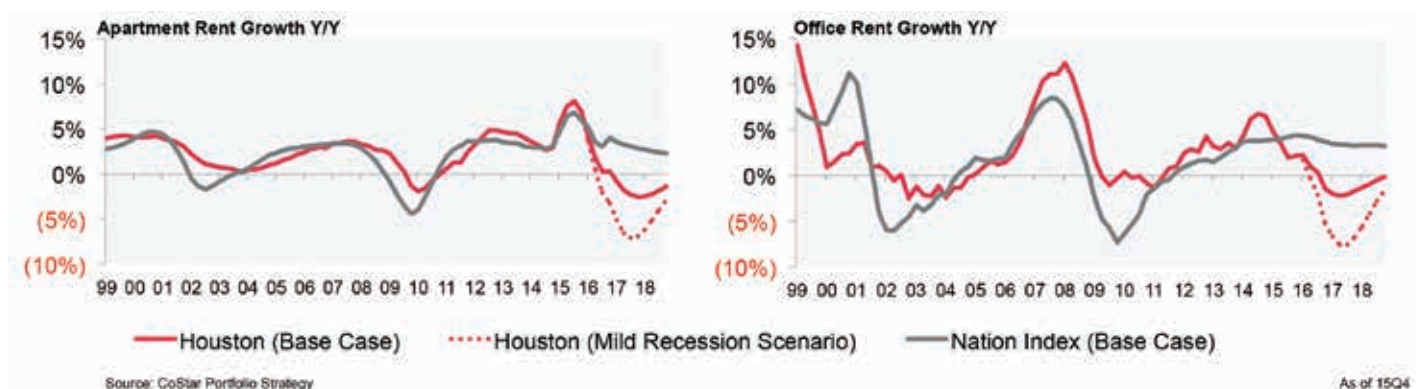 Apartment Rent Growth Y/Y
15%
10%
5%
0%
(5%)
(10%)
99 00 01 02 03 04 05 06 07 08 09 10 11 12 13 14 15 16 17 18
Office Rent Growth Y/Y
15%
10%
5%
0%
(5%)
(10%)
99 00 01 02 03 04 05 06 07 08 09 10 11 12 13 14 15 16 17 18
Houston (Base Case) Houston (Mild Recession Scenario) Nation Index (Base Case)
Source: CoStar Portfolio Strategy
As of 15Q4